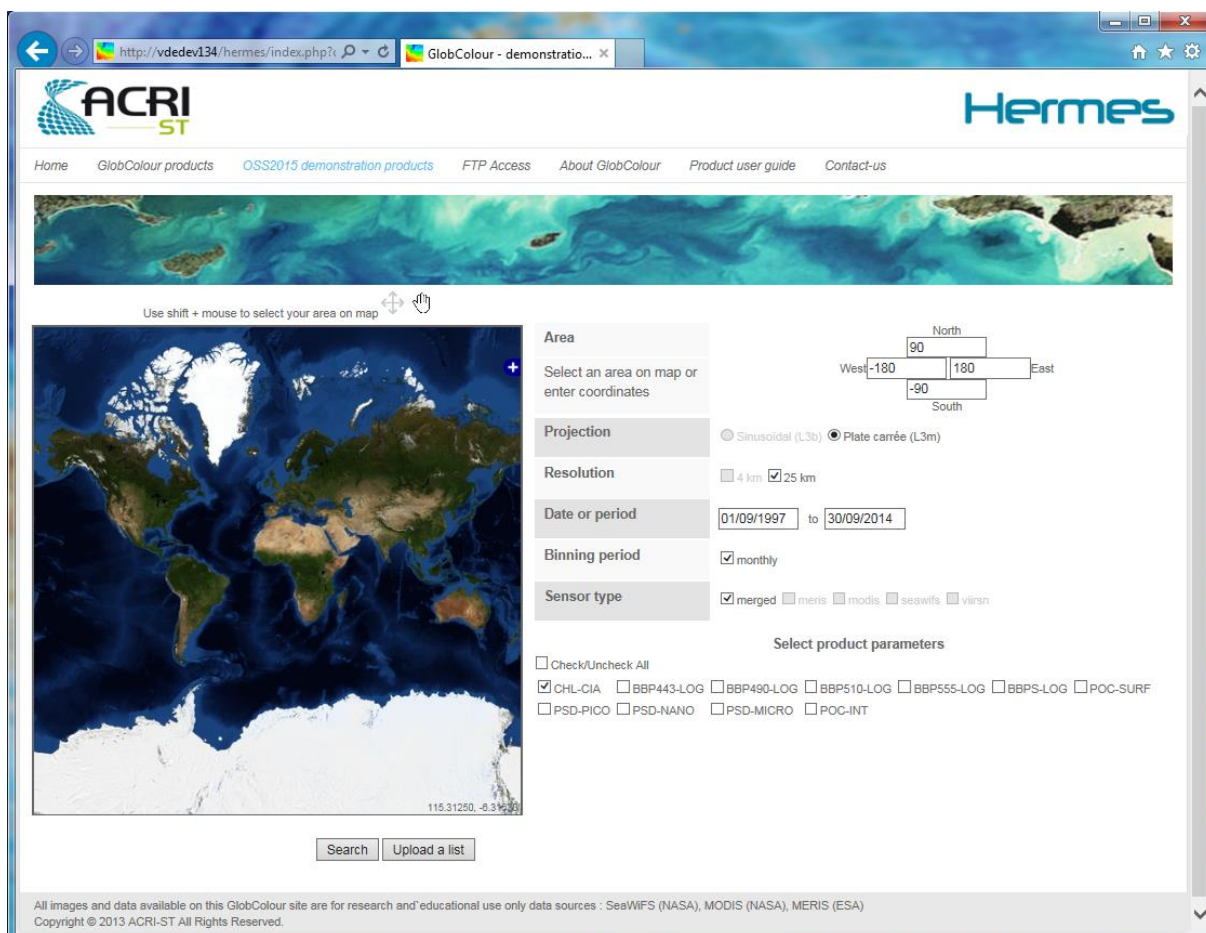 http://vdedev134/hermes/index.php?c
GlobColour - demonstratio...
ACRI
ST
Hermes
Home GlobColour products OSS2015 demonstration products FTP Access About GlobColour Product user guide Contact-us
Use shift + mouse to select your area on map
Area
North
90
Select an area on map or
enter coordinates
West -180 180 East
-90
South
Projection
Sinusoïdal (L3b) Plate carrée (L3m)
Resolution
4 km 25 km
Date or period
01/09/1997 to 30/09/2014
Binning period
monthly
Sensor type
merged meris modis seawifs viirsn
Select product parameters
Check/Uncheck All
CHL-CIA BBP443-LOG BBP490-LOG BBP510-LOG BBP555-LOG BBPS-LOG POC-SURF
PSD-PICO PSD-NANO PSD-MICRO POC-INT
115.31250,
Search Upload a list
All images and data available on this GlobColour site are for research and educational use only data sources : SeaWiFS (NASA), MODIS (NASA), MERIS (ESA)
Copyright © 2013 ACRI-ST All Rights Reserved.